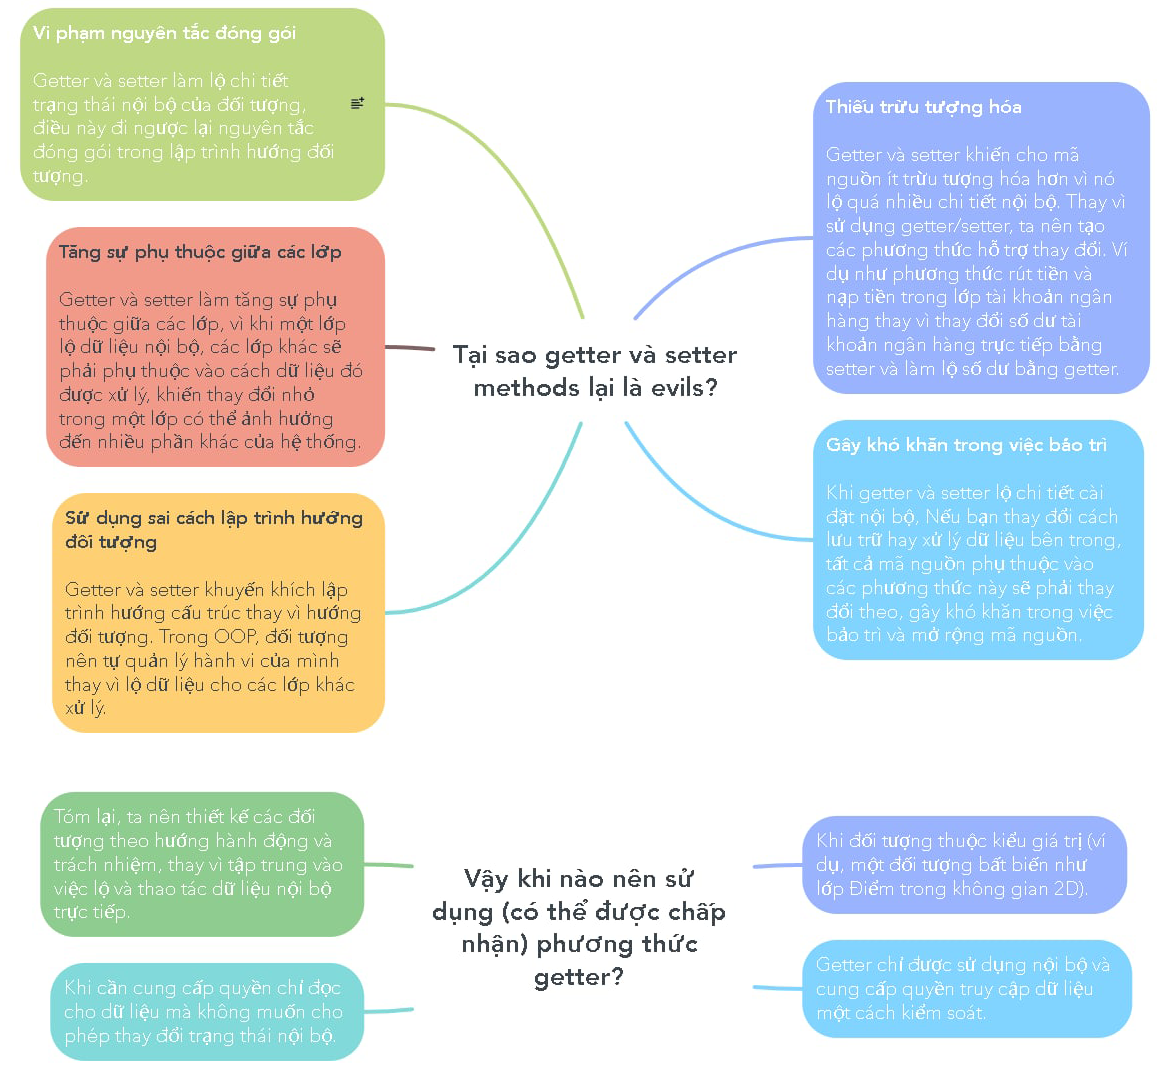 Vi phạm nguyên tắc đóng gói
Getter và setter làm lộ chi tiết
trạng thái nội bộ của đối tượng,
điều này đi ngược lại nguyên tắc
đóng gói trong lập trình hướng đối
tượng.
Tăng sự phụ thuộc giữa các lớp
Getter và setter làm tăng sự phụ
thuộc giữa các lớp, vì khi một lớp
lộ dữ liệu nội bộ, các lớp khác sẽ
phải phụ thuộc vào cách dữ liệu đó
được xử lý, khiến thay đổi nhỏ
trong một lớp có thể ảnh hưởng
đến nhiều phần khác của hệ thống.
Sử dụng sai cách lập trình hướng
đối tượng
Getter và setter khuyến khích lập
trình hướng cấu trúc thay vì hướng
đối tượng. Trong OOP, đối tượng
nên tự quản lý hành vi của mình
thay vì lộ dữ liệu cho các lớp khác
xử lý.
Tại sao getter và setter
methods lại là evils?
Thiếu trừu tượng hóa
Getter và setter khiến cho mã
nguồn ít trừu tượng hóa hơn vì nó
lộ quá nhiều chi tiết nội bộ. Thay vì
sử dụng getter/setter, ta nên tạo
các phương thức hỗ trợ thay đổi. Ví
dụ như phương thức rút tiền và
nạp tiền trong lớp tài khoản ngân
hàng thay vì thay đổi số dư tài
khoản ngân hàng trực tiếp bằng
setter và làm lộ số dư bằng getter.
Gây khó khăn trong việc bảo trì
Khi getter và setter lộ chi tiết cài
đặt nội bộ, Nếu bạn thay đổi cách
lưu trữ hay xử lý dữ liệu bên trong,
tất cả mã nguồn phụ thuộc vào
các phương thức này sẽ phải thay
đổi theo, gây khó khăn trong việc
bảo trì và mở rộng mã nguồn.
Tóm lại, ta nên thiết kế các đối
tượng theo hướng hành động và
trách nhiệm, thay vì tập trung vào
việc lộ và thao tác dữ liệu nội bộ
trực tiếp.
Khi cần cung cấp quyền chỉ đọc
cho dữ liệu mà không muốn cho
phép thay đổi trạng thái nội bộ.
Vậy khi nào nên sử
dụng (có thể được chấp
nhận) phương thức
getter?
Khi đối tượng thuộc kiểu giá trị (ví
dụ, một đối tượng bất biến như
lớp Điểm trong không gian 2D).
Getter chỉ được sử dụng nội bộ và
cung cấp quyền truy cập dữ liệu
một cách kiểm soát.